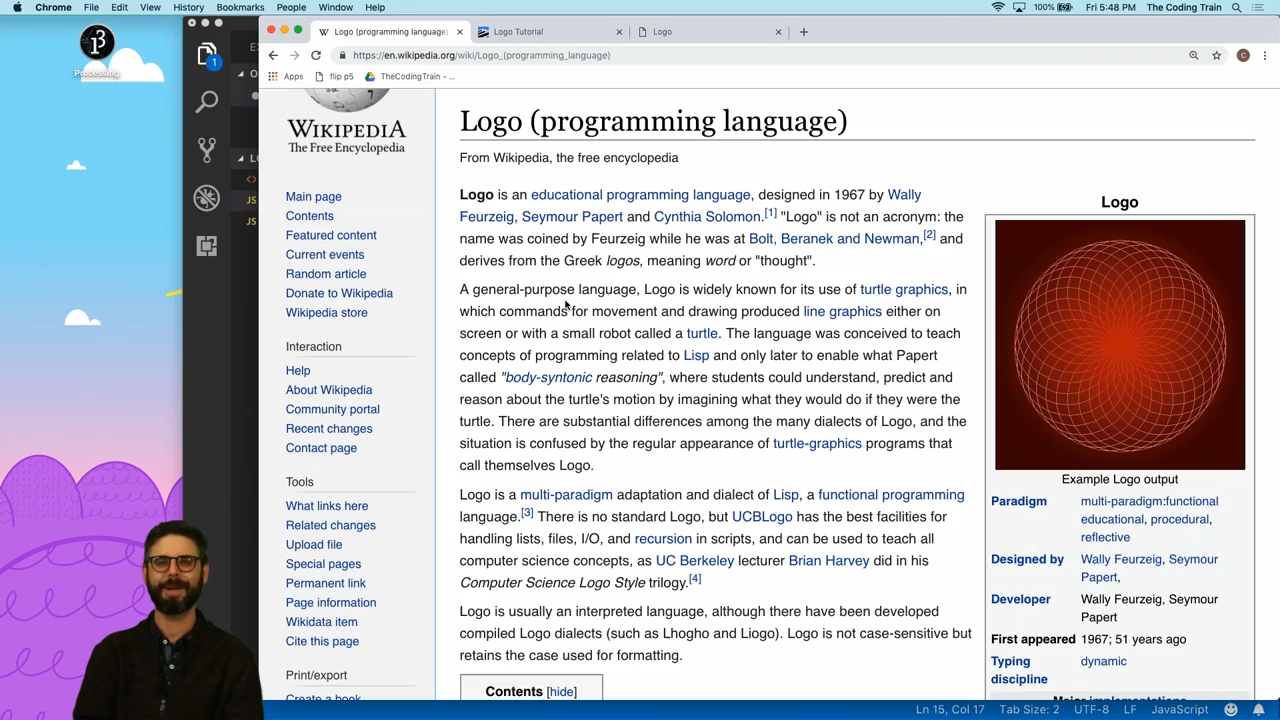 Chrome File Edit View History Bookmarks People Window Help 100% Fri 5:48 PM The Coding Train
Processing
Logo (programming language) Logo Tutorial Logo
https://en.wikipedia.org/wiki/Logo_(programming_language)
Apps flip p5 TheCodingTrain - ...
1
WIKIPEDIA
The Free Encyclopedia
Main page
Contents
Featured content
Current events
Random article
Donate to Wikipedia
Wikipedia store
Interaction
Help
About Wikipedia
Community portal
Recent changes
Contact page
Tools
What links here
Related changes
Upload file
Special pages
Permanent link
Page information
Wikidata item
Cite this page
Print/export
Create a book
Logo (programming language)
From Wikipedia, the free encyclopedia
Logo is an educational programming language, designed in 1967 by Wally
Feurzeig, Seymour Papert and Cynthia Solomon.[1] "Logo" is not an acronym: the
name was coined by Feurzeig while he was at Bolt, Beranek and Newman,[2] and
derives from the Greek logos, meaning word or "thought".
A general-purpose language, Logo is widely known for its use of turtle graphics, in
which commands for movement and drawing produced line graphics either on
screen or with a small robot called a turtle. The language was conceived to teach
concepts of programming related to Lisp and only later to enable what Papert
called "body-syntonic reasoning", where students could understand, predict and
reason about the turtle's motion by imagining what they would do if they were the
turtle. There are substantial differences among the many dialects of Logo, and the
situation is confused by the regular appearance of turtle-graphics programs that
call themselves Logo.
Logo is a multi-paradigm adaptation and dialect of Lisp, a functional programming
language.[3] There is no standard Logo, but UCBLogo has the best facilities for
handling lists, files, I/O, and recursion in scripts, and can be used to teach all
computer science concepts, as UC Berkeley lecturer Brian Harvey did in his
Computer Science Logo Style trilogy.[4]
Logo is usually an interpreted language, although there have been developed
compiled Logo dialects (such as Lhogho and Liogo). Logo is not case-sensitive but
retains the case used for formatting.
Contents [hide]
Logo
Example Logo output
Paradigm multi-paradigm:functional
educational, procedural,
reflective
Designed by Wally Feurzeig, Seymour
Papert,
Developer Wally Feurzeig, Seymour
Papert
First appeared 1967; 51 years ago
Typing dynamic
discipline
Major implementations
Ln 15, Col 17 Tab Size: 2 UTF-8 LF JavaScript